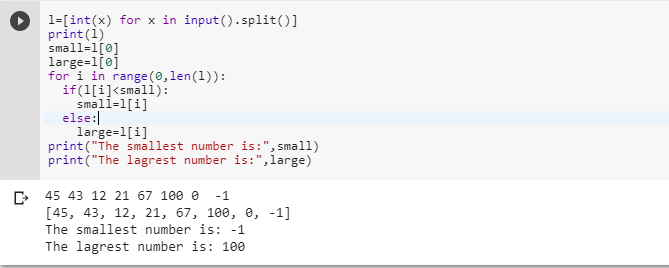 l=[int(x) for x in input().split()]
print(l)
small=l[0]
large=l[0]
for i in range(0,len(l)):
  if(l[i]<small):
    small=l[i]
  else:
    large=l[i]
print("The smallest number is:",small)
print("The lagrest number is:",large)
45 43 12 21 67 100 0  -1
[45, 43, 12, 21, 67, 100, 0, -1]
The smallest number is: -1
The lagrest number is: 100